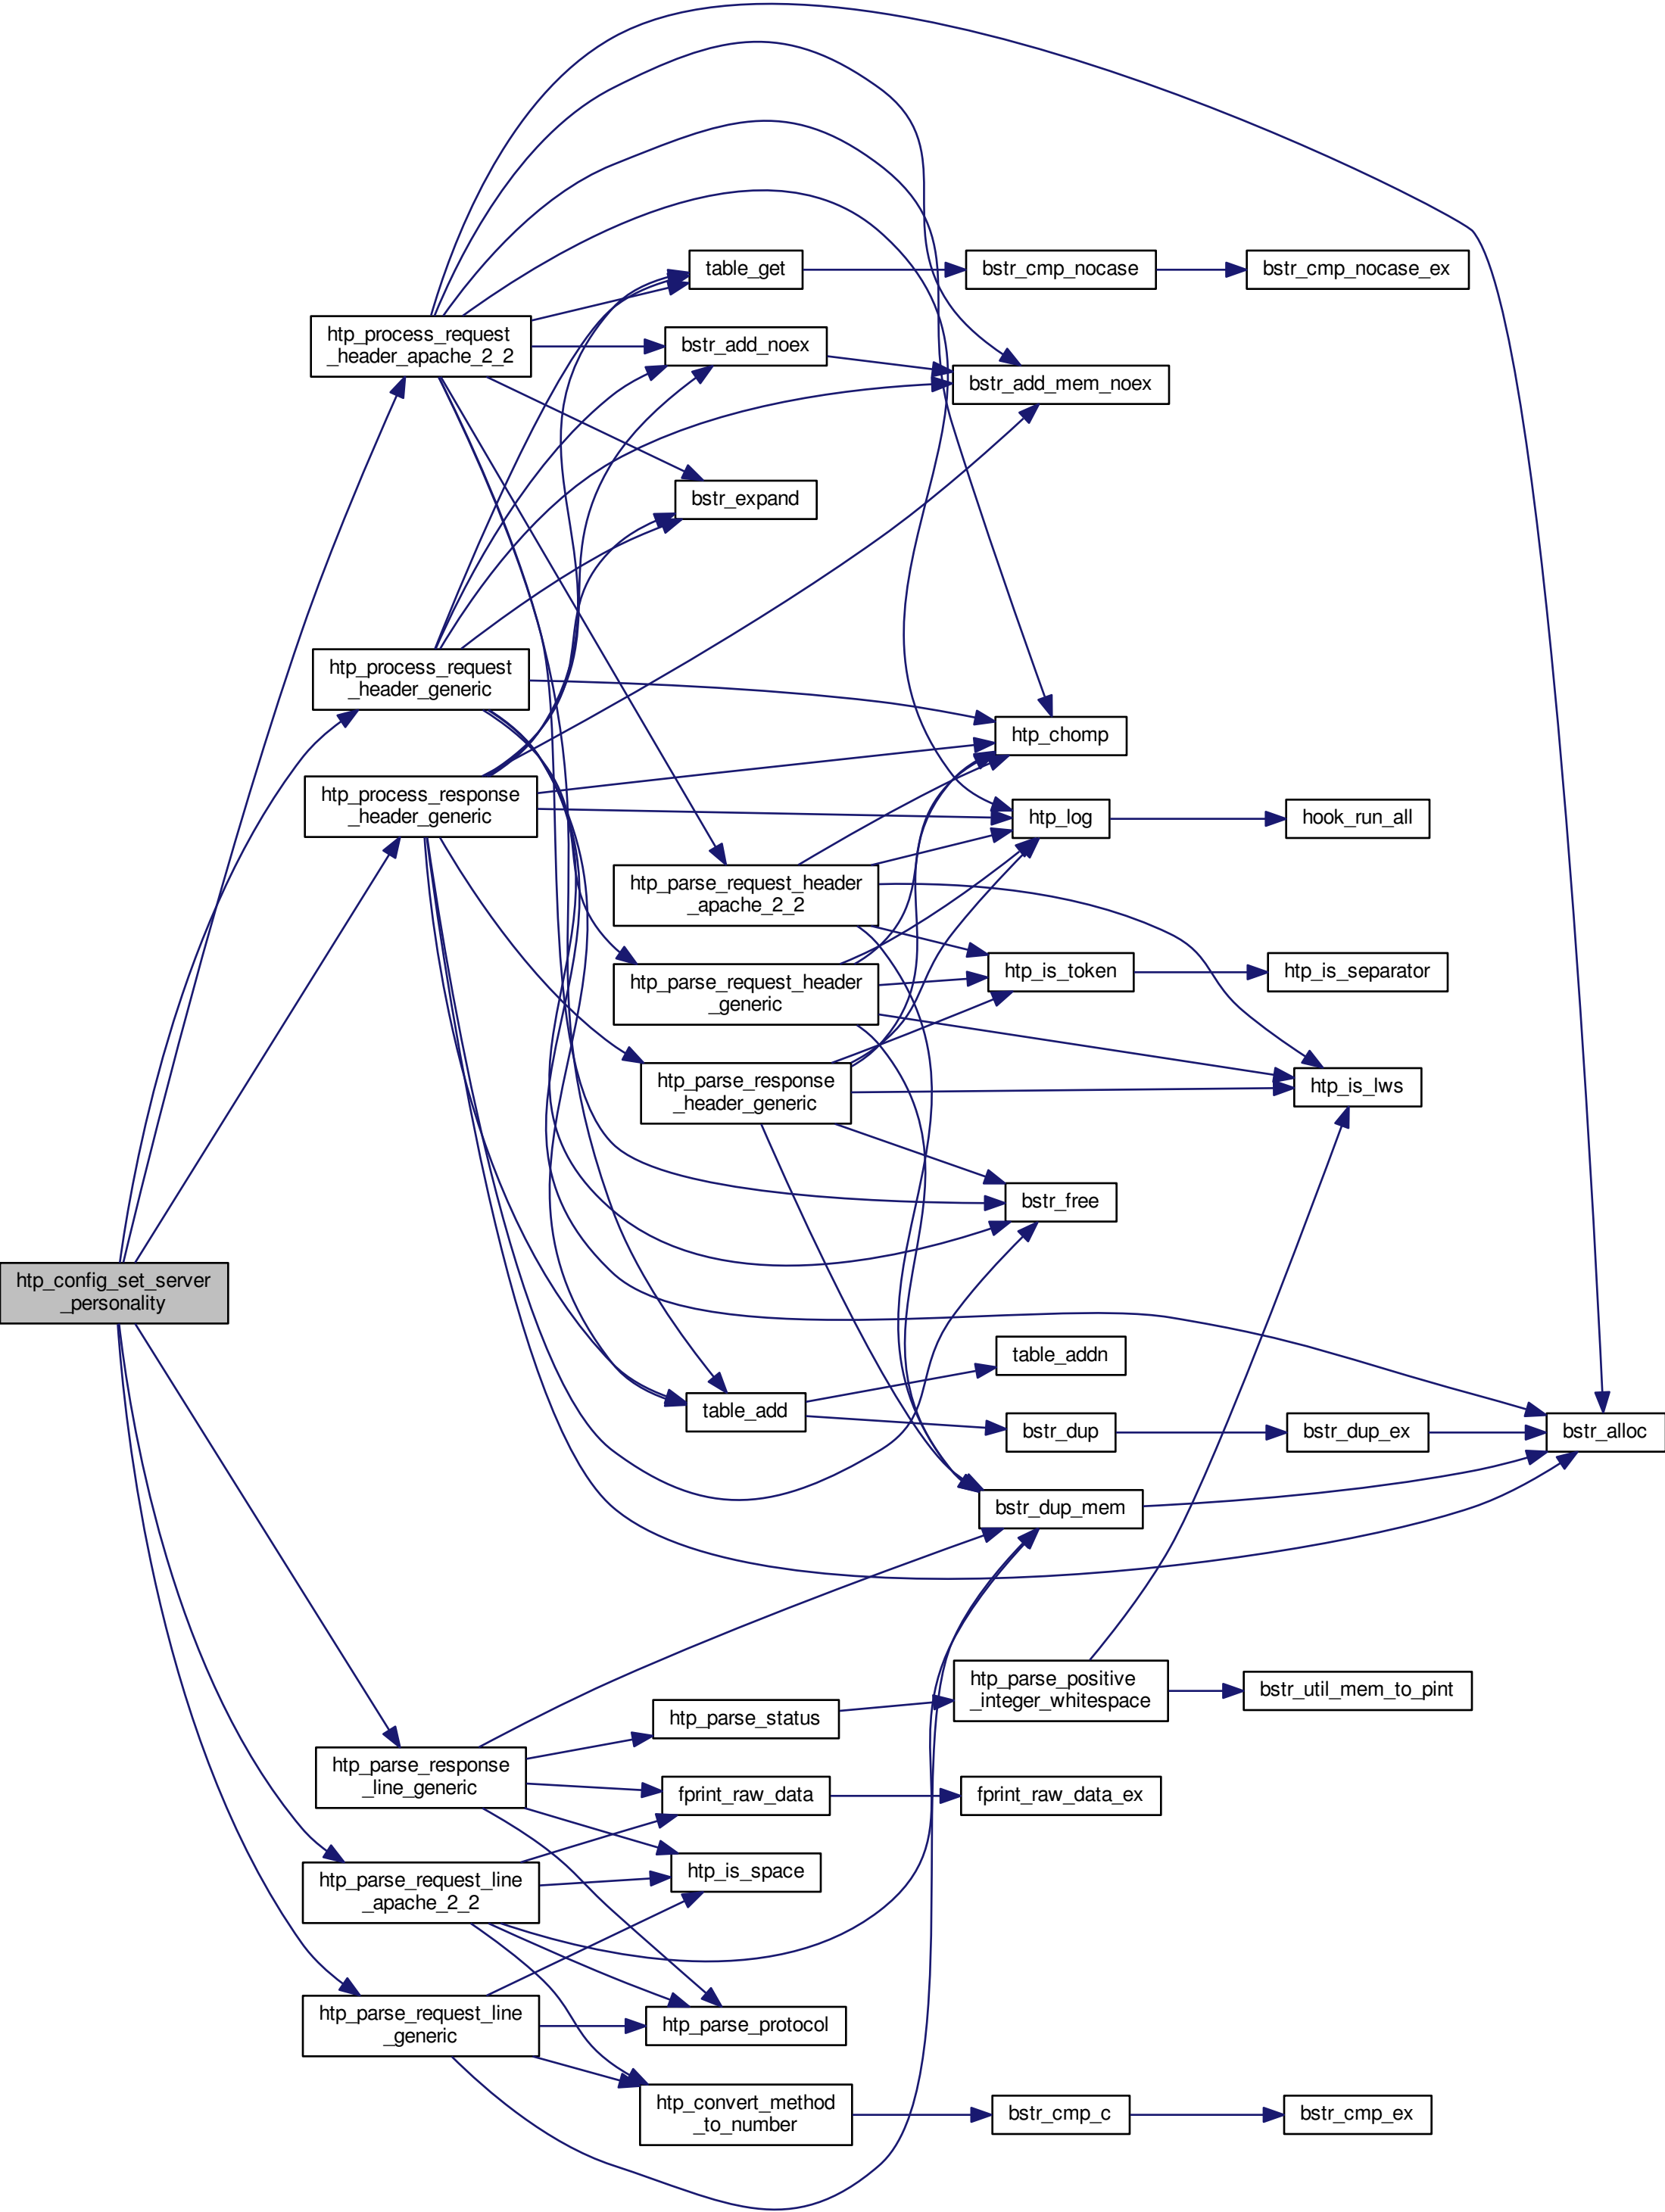 table_get
bstr_cmp_nocase
bstr_cmp_nocase_ex
htp_process_request
_header_apache_2_2
bstr_add_noex
bstr_add_mem_noex
bstr_expand
htp_process_request
_header_generic
htp_chomp
htp_process_response
_header_generic
htp_log
hook_run_all
htp_parse_request_header
_apache_2_2
htp_is_token
htp_is_separator
htp_parse_request_header
_generic
htp_parse_response
_header_generic
htp_is_lws
bstr_free
htp_config_set_server
_personality
table_addn
table_add
bstr_dup
bstr_dup_ex
bstr_alloc
bstr_dup_mem
htp_parse_positive
_integer_whitespace
bstr_util_mem_to_pint
htp_parse_status
htp_parse_response
_line_generic
fprint_raw_data
fprint_raw_data_ex
htp_is_space
htp_parse_request_line
_apache_2_2
htp_parse_request_line
_generic
htp_parse_protocol
htp_convert_method
_to_number
bstr_cmp_c
bstr_cmp_ex